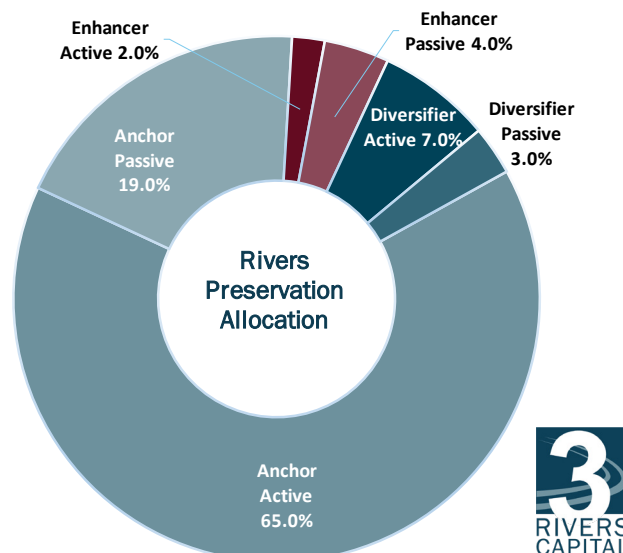 Enhancer
Active 2.0%
Enhancer
Passive 4.0%
Diversifier
Active 7.0%
Diversifier
Passive
3.0%
Anchor
Passive
19.0%
Rivers
Preservation
Allocation
Anchor
Active
65.0%
3
RIVERS
CAPITAL